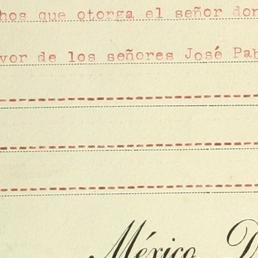 hos que otorga el señor don
vor de los señores José Pab
México D